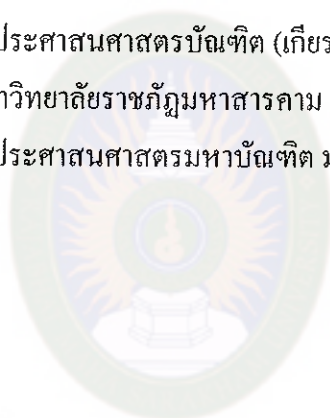 ประศาสนศาสตรบัณฑิต (เกียร
วิทยาลัยราชภัฏมหาสารคาม
ประศาสนศาสตรมหาบัณฑิต ม